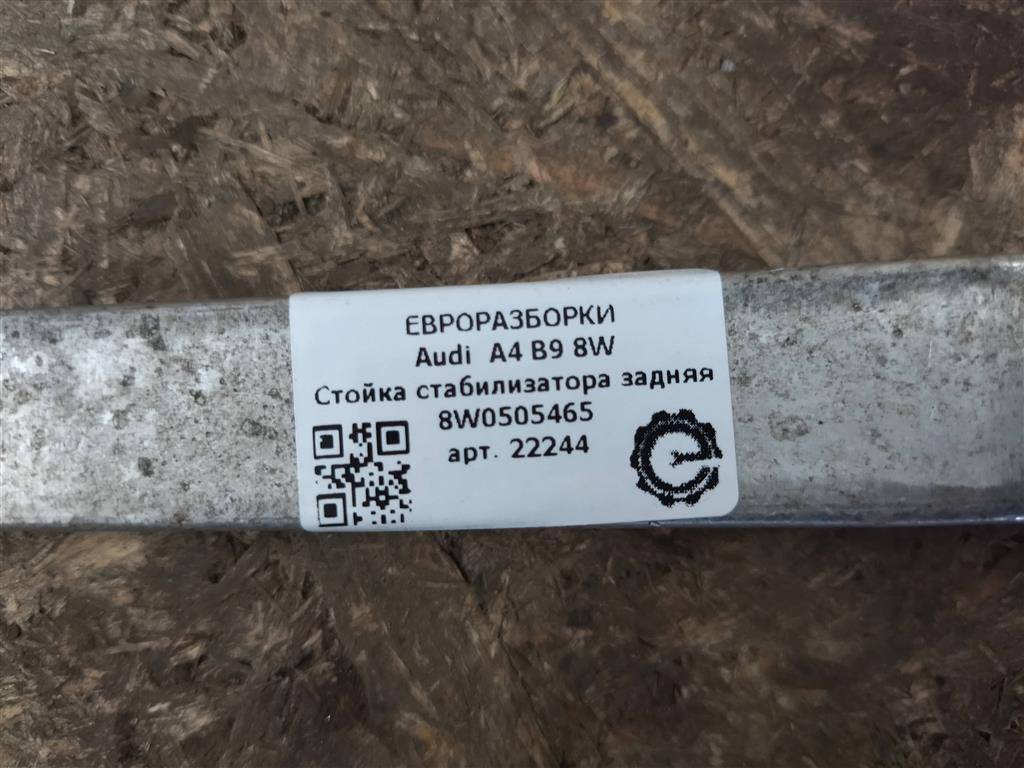 ЕВРОРАЗБОРКИ
Audi A4 B9 8W
Стойка стабилизатора задняя
8W0505465
арт. 22244